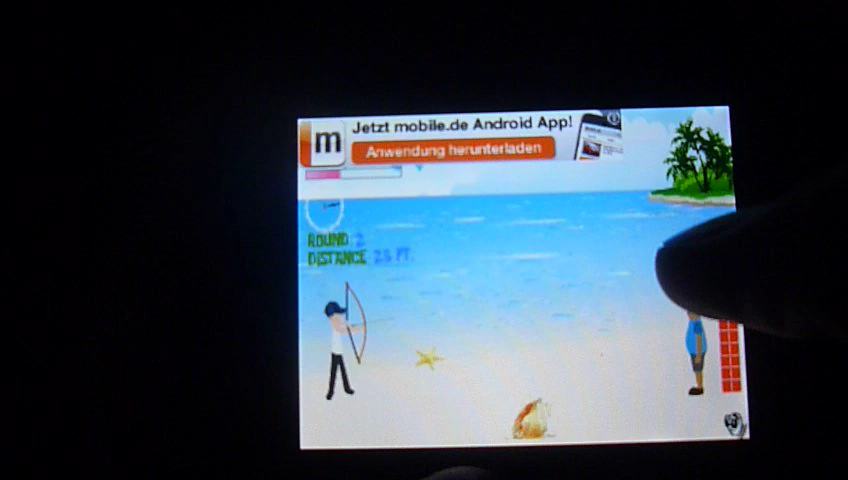 Jetzt mobile.de Android App!
m
Anwendung herunterladen
ROUND: 2
DISTANCE: 25 FT.